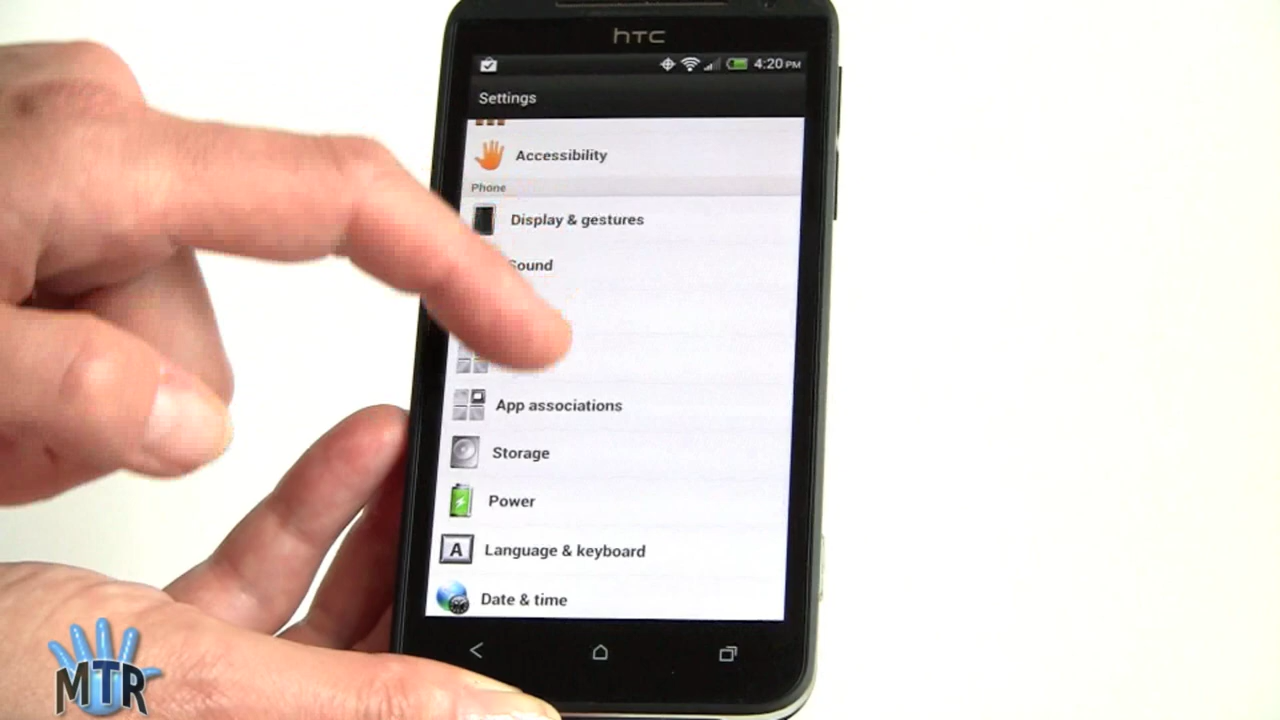 hTC
4:20 PM
Settings
Accessibility
Phone
Display & gestures
Sound
App associations
Storage
Power
A
Language & keyboard
Date & time
MTR